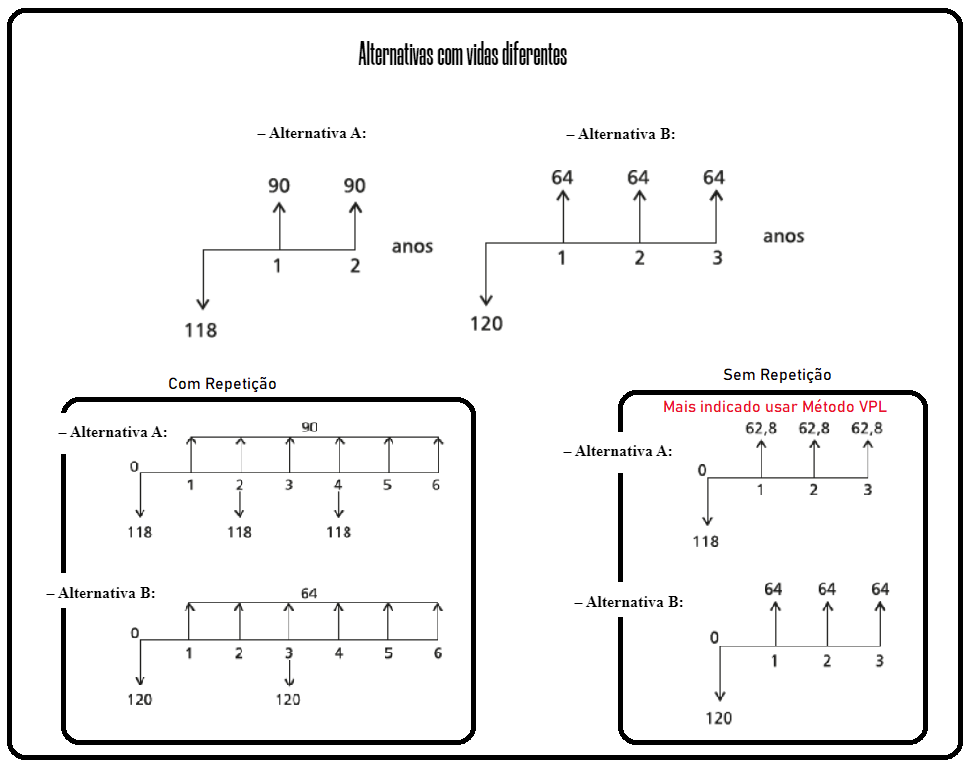 Alternativas com vidas diferentes
– Alternativa A:
90 90
1 2
anos
118
– Alternativa B:
64 64 64
1 2 3
anos
120
Com Repetição
– Alternativa A:
90
0
1 2 3 4 5 6
118 118 118
– Alternativa B:
64
0
1 2 3 4 5 6
120 120
Sem Repetição
Mais indicado usar Método VPL
– Alternativa A:
62,8 62,8 62,8
0
1 2 3
118
– Alternativa B:
64 64 64
0
1 2 3
120